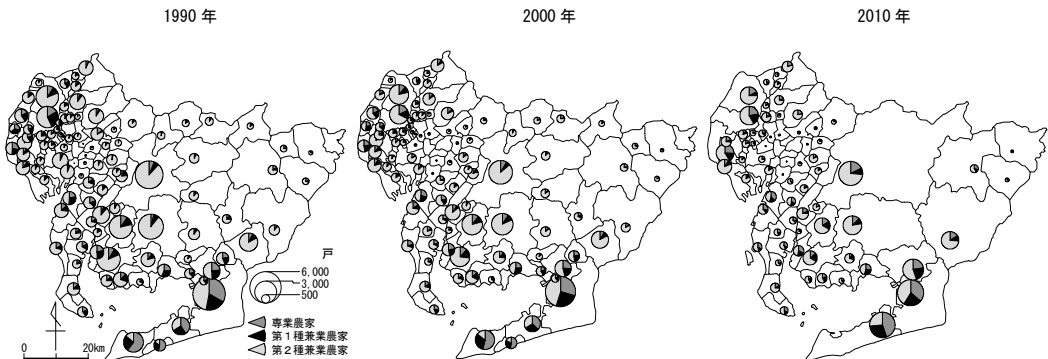 1990 年
2000 年
2010 年
戸
6,000
3,000
500
専業農家
第1種兼業農家
第2種兼業農家
0 20km